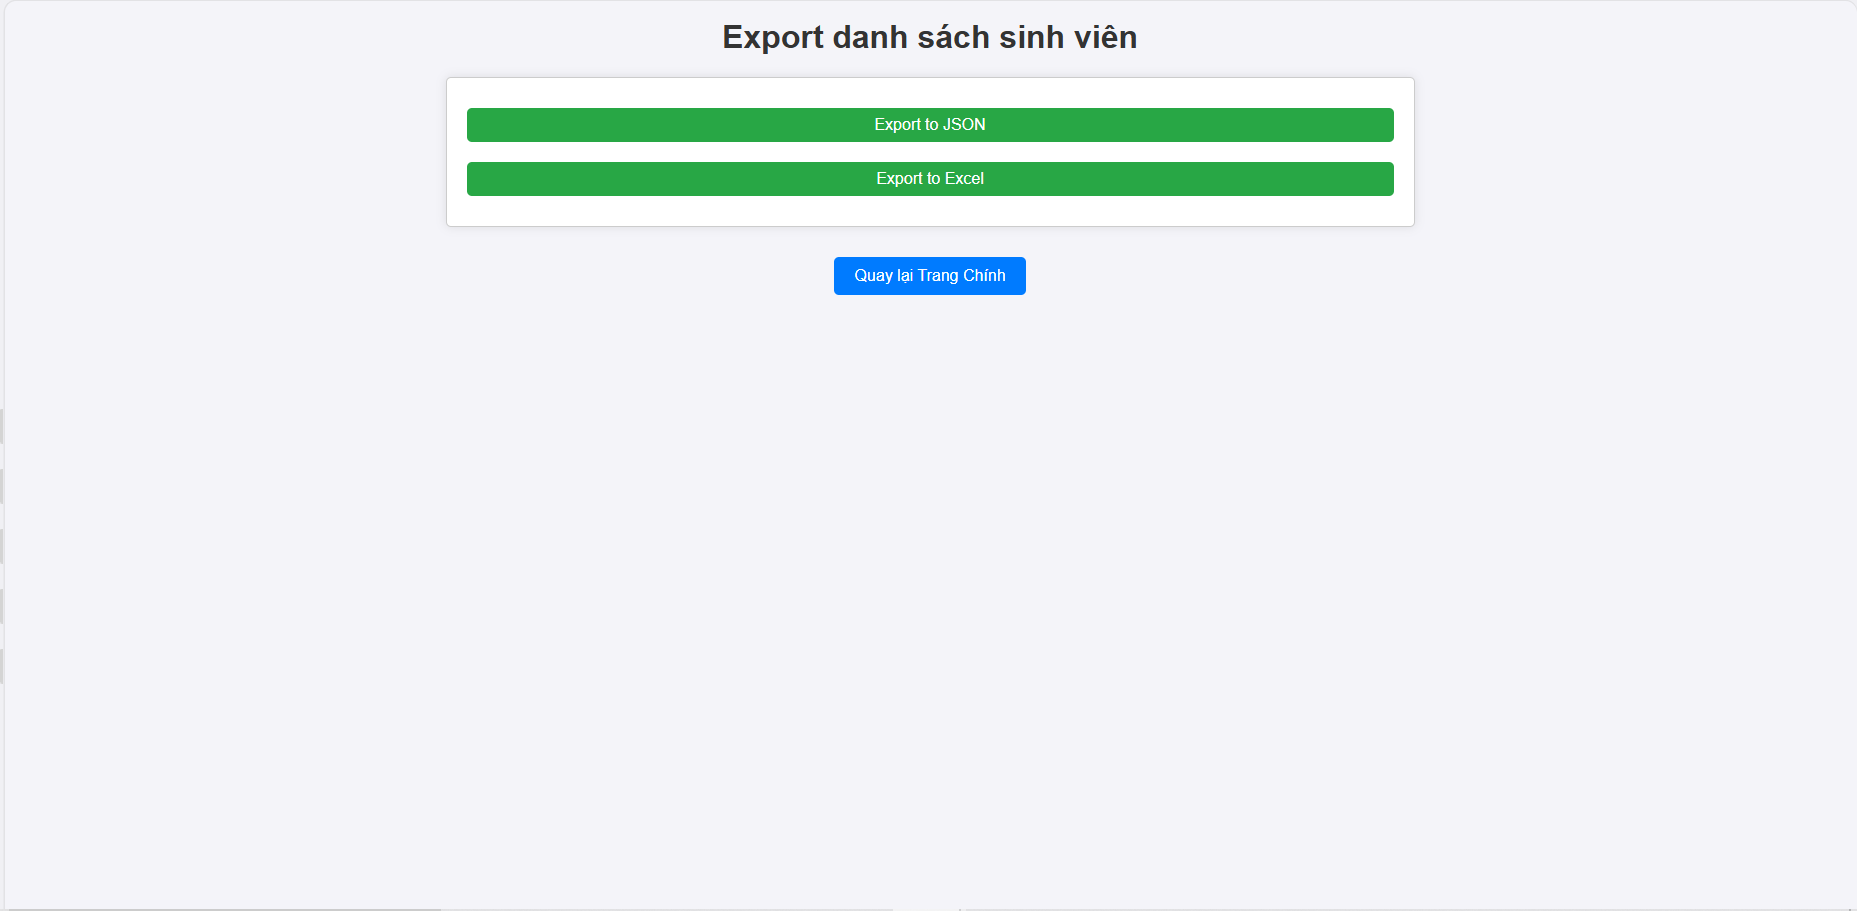 Export danh sách sinh viên
Export to JSON
Export to Excel
Quay lại Trang Chính